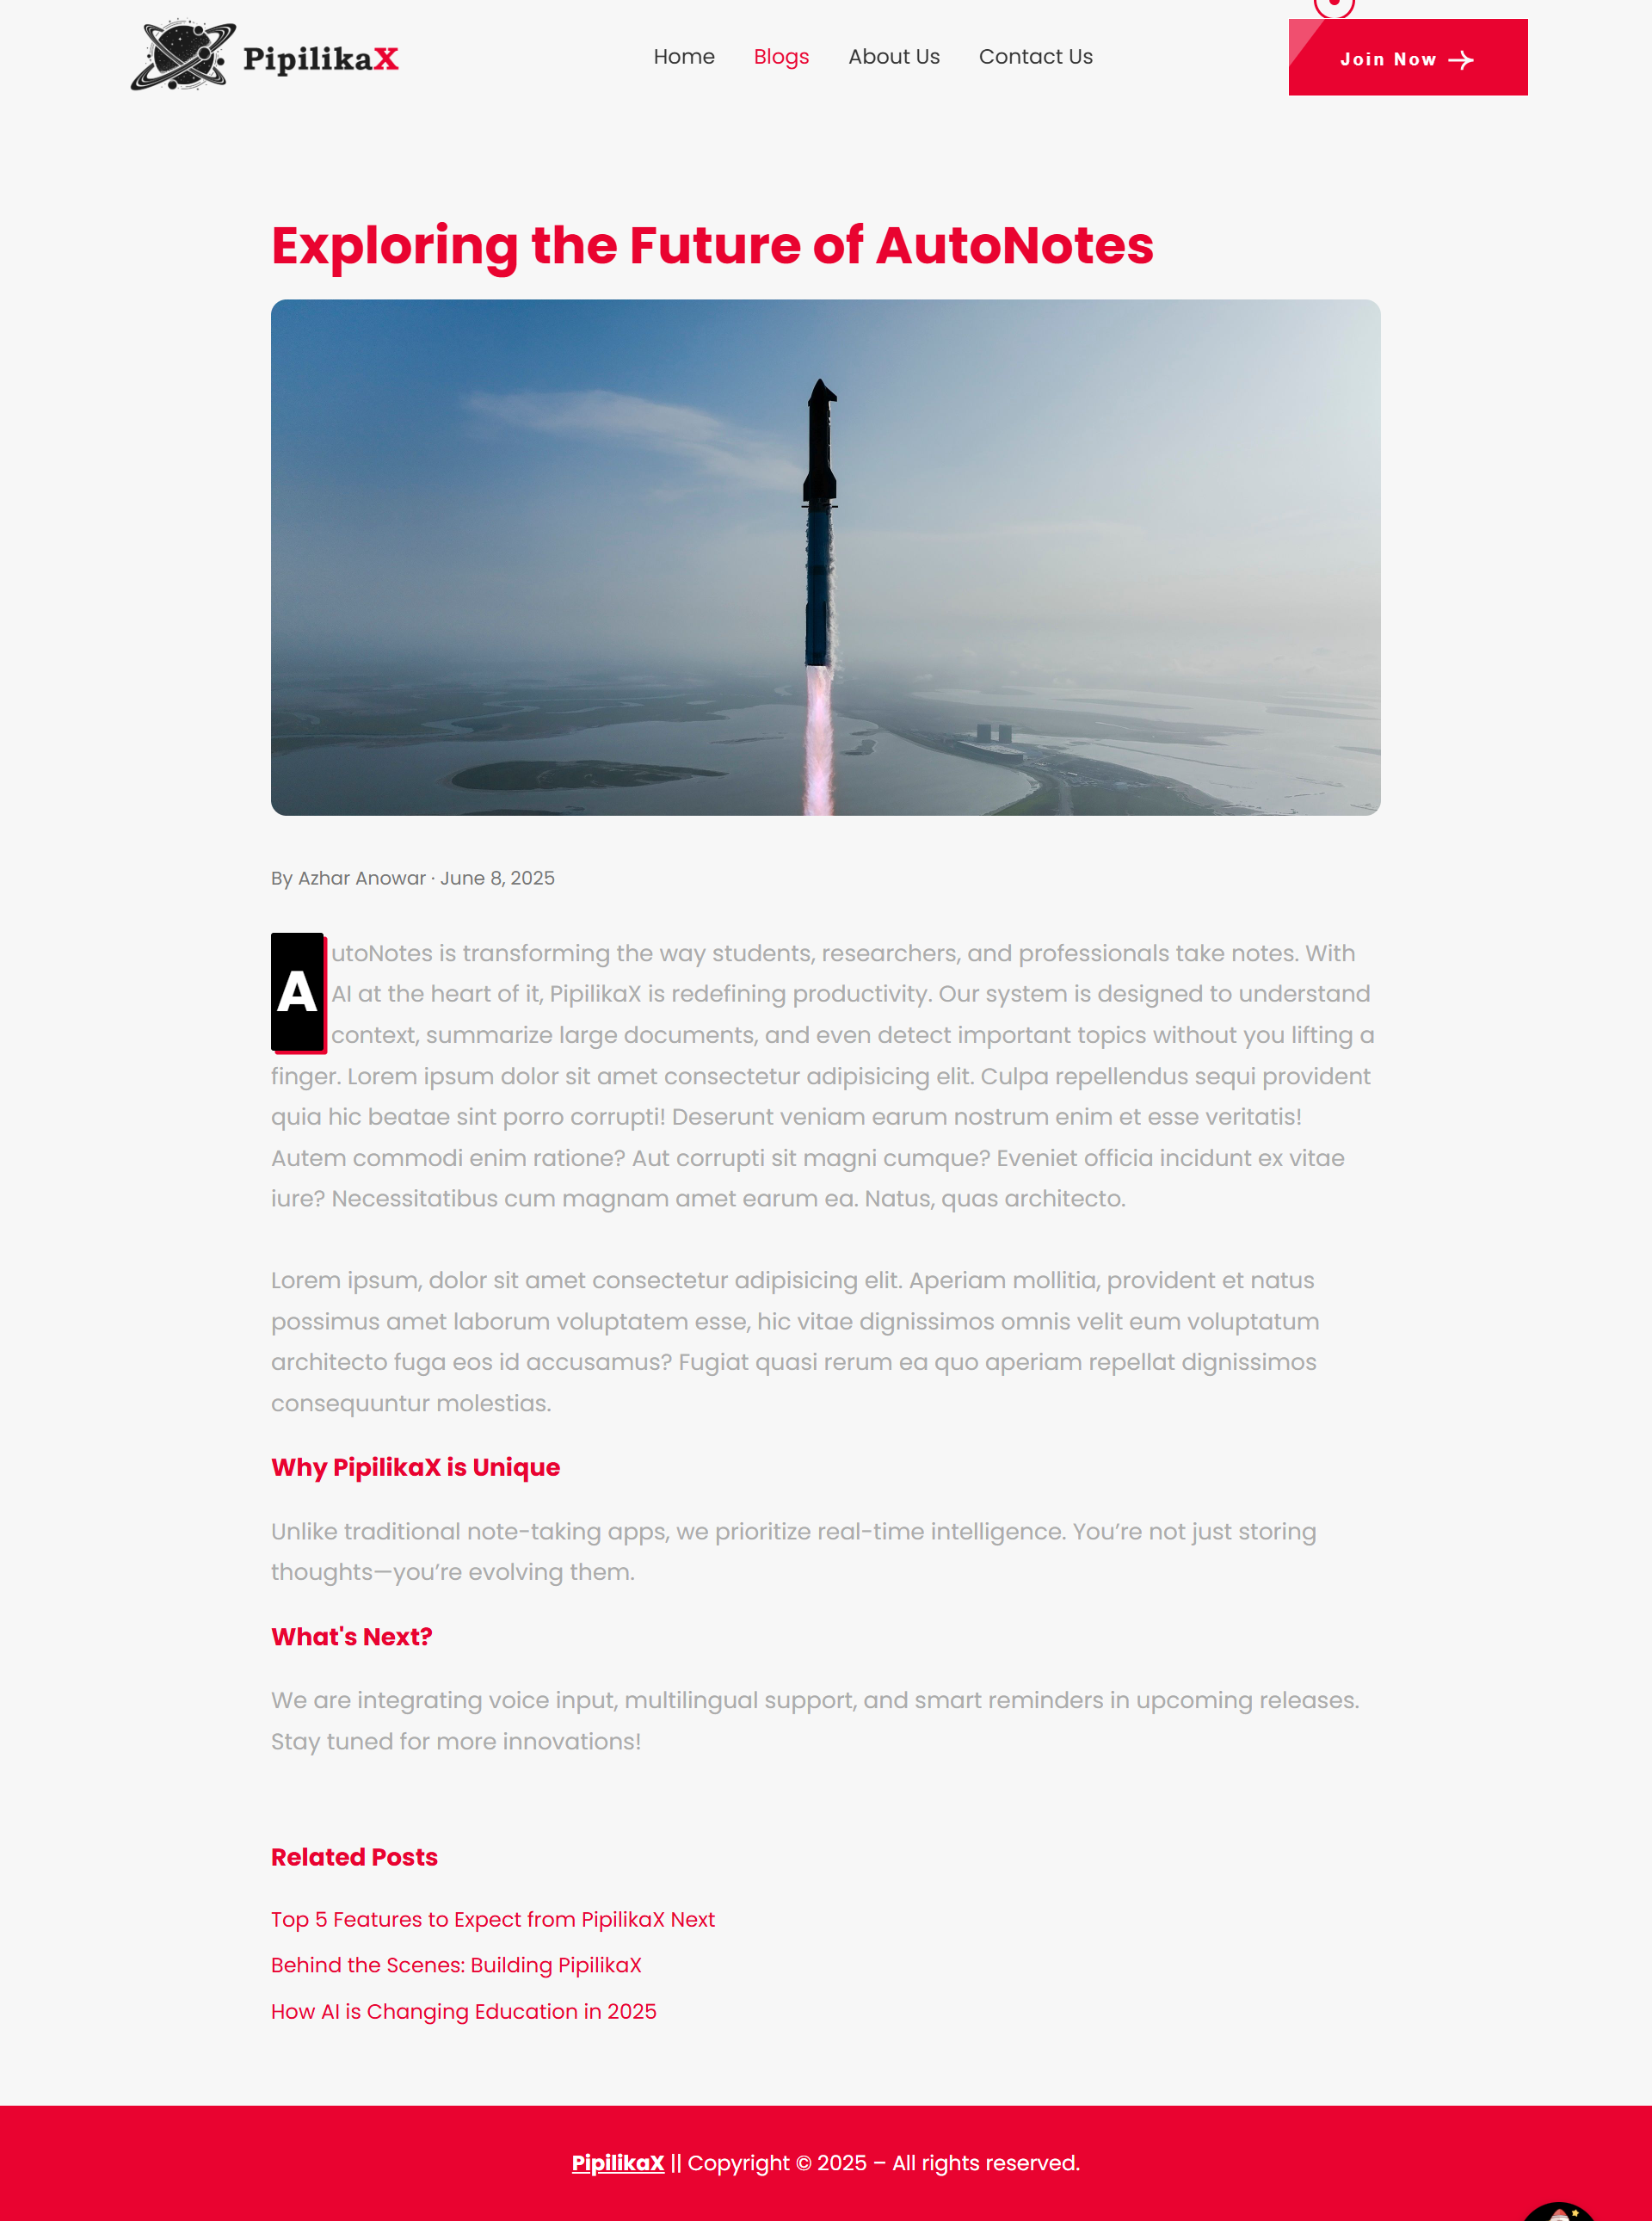 PipilikaX
Home Blogs About Us Contact Us
Join Now
Exploring the Future of AutoNotes
By Azhar Anowar · June 8, 2025
AutoNotes is transforming the way students, researchers, and professionals take notes. With
AI at the heart of it, PipilikaX is redefining productivity. Our system is designed to understand
context, summarize large documents, and even detect important topics without you lifting a
finger. Lorem ipsum dolor sit amet consectetur adipisicing elit. Culpa repellendus sequi provident
quia hic beatae sint porro corrupti! Deserunt veniam earum nostrum enim et esse veritatis!
Autem commodi enim ratione? Aut corrupti sit magni cumque? Eveniet officia incidunt ex vitae
iure? Necessitatibus cum magnam amet earum ea. Natus, quas architecto.
Lorem ipsum, dolor sit amet consectetur adipisicing elit. Aperiam mollitia, provident et natus
possimus amet laborum voluptatem esse, hic vitae dignissimos omnis velit eum voluptatum
architecto fuga eos id accusamus? Fugiat quasi rerum ea quo aperiam repellat dignissimos
consequuntur molestias.
Why PipilikaX is Unique
Unlike traditional note-taking apps, we prioritize real-time intelligence. You’re not just storing
thoughts—you’re evolving them.
What's Next?
We are integrating voice input, multilingual support, and smart reminders in upcoming releases.
Stay tuned for more innovations!
Related Posts
Top 5 Features to Expect from PipilikaX Next
Behind the Scenes: Building PipilikaX
How AI is Changing Education in 2025
PipilikaX || Copyright © 2025 – All rights reserved.